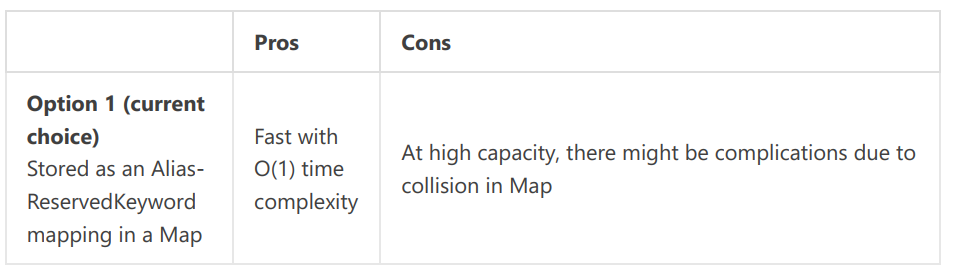 Pros
Cons
Option 1 (current
choice)
Stored as an Alias-
ReservedKeyword
mapping in a Map
Fast with
O(1) time
complexity
At high capacity, there might be complications due to
collision in Map